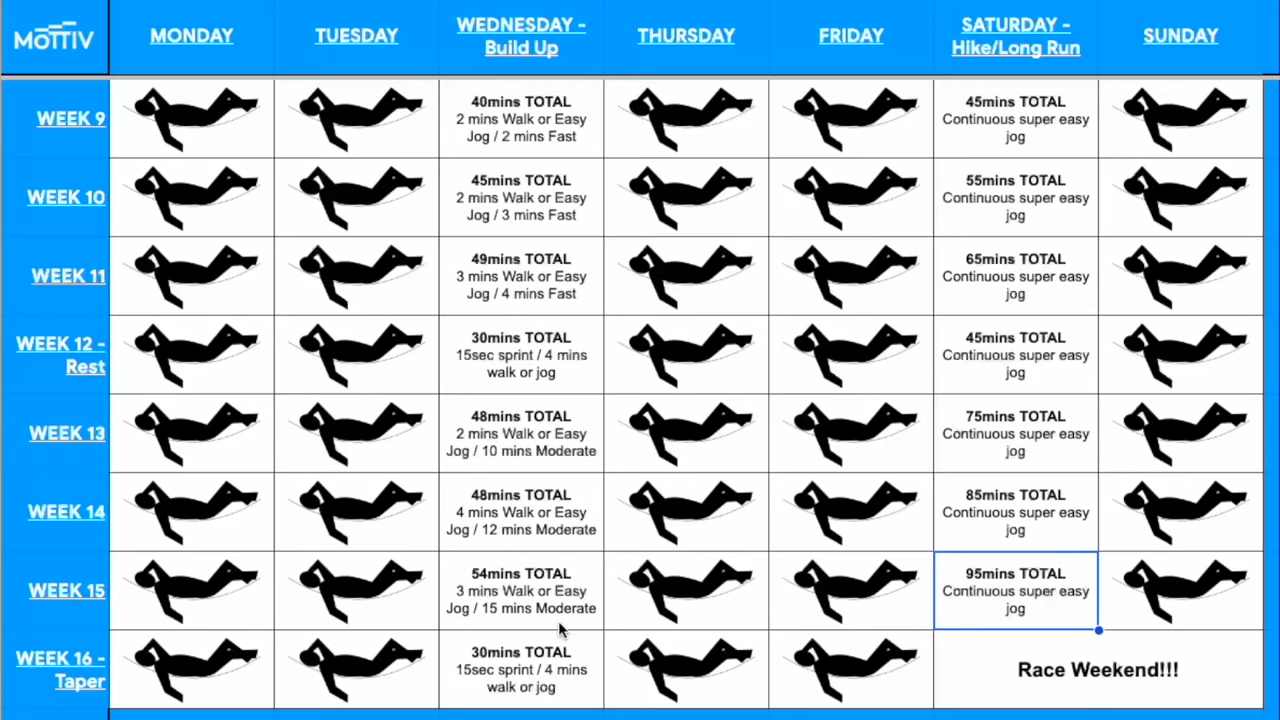 MOTTIV
MONDAY
TUESDAY
WEDNESDAY -
Build Up
THURSDAY
FRIDAY
SATURDAY -
Hike/Long Run
SUNDAY
WEEK 9
40mins TOTAL
2 mins Walk or Easy
Jog / 2 mins Fast
45mins TOTAL
Continuous super easy
jog
WEEK 10
45mins TOTAL
2 mins Walk or Easy
Jog / 3 mins Fast
55mins TOTAL
Continuous super easy
jog
WEEK 11
49mins TOTAL
3 mins Walk or Easy
Jog / 4 mins Fast
65mins TOTAL
Continuous super easy
jog
WEEK 12 -
Rest
30mins TOTAL
15sec sprint / 4 mins
walk or jog
45mins TOTAL
Continuous super easy
jog
WEEK 13
48mins TOTAL
2 mins Walk or Easy
Jog / 10 mins Moderate
75mins TOTAL
Continuous super easy
jog
WEEK 14
48mins TOTAL
4 mins Walk or Easy
Jog / 12 mins Moderate
85mins TOTAL
Continuous super easy
jog
WEEK 15
54mins TOTAL
3 mins Walk or Easy
Jog / 15 mins Moderate
95mins TOTAL
Continuous super easy
jog
WEEK 16 -
Taper
30mins TOTAL
15sec sprint / 4 mins
walk or jog
Race Weekend!!!